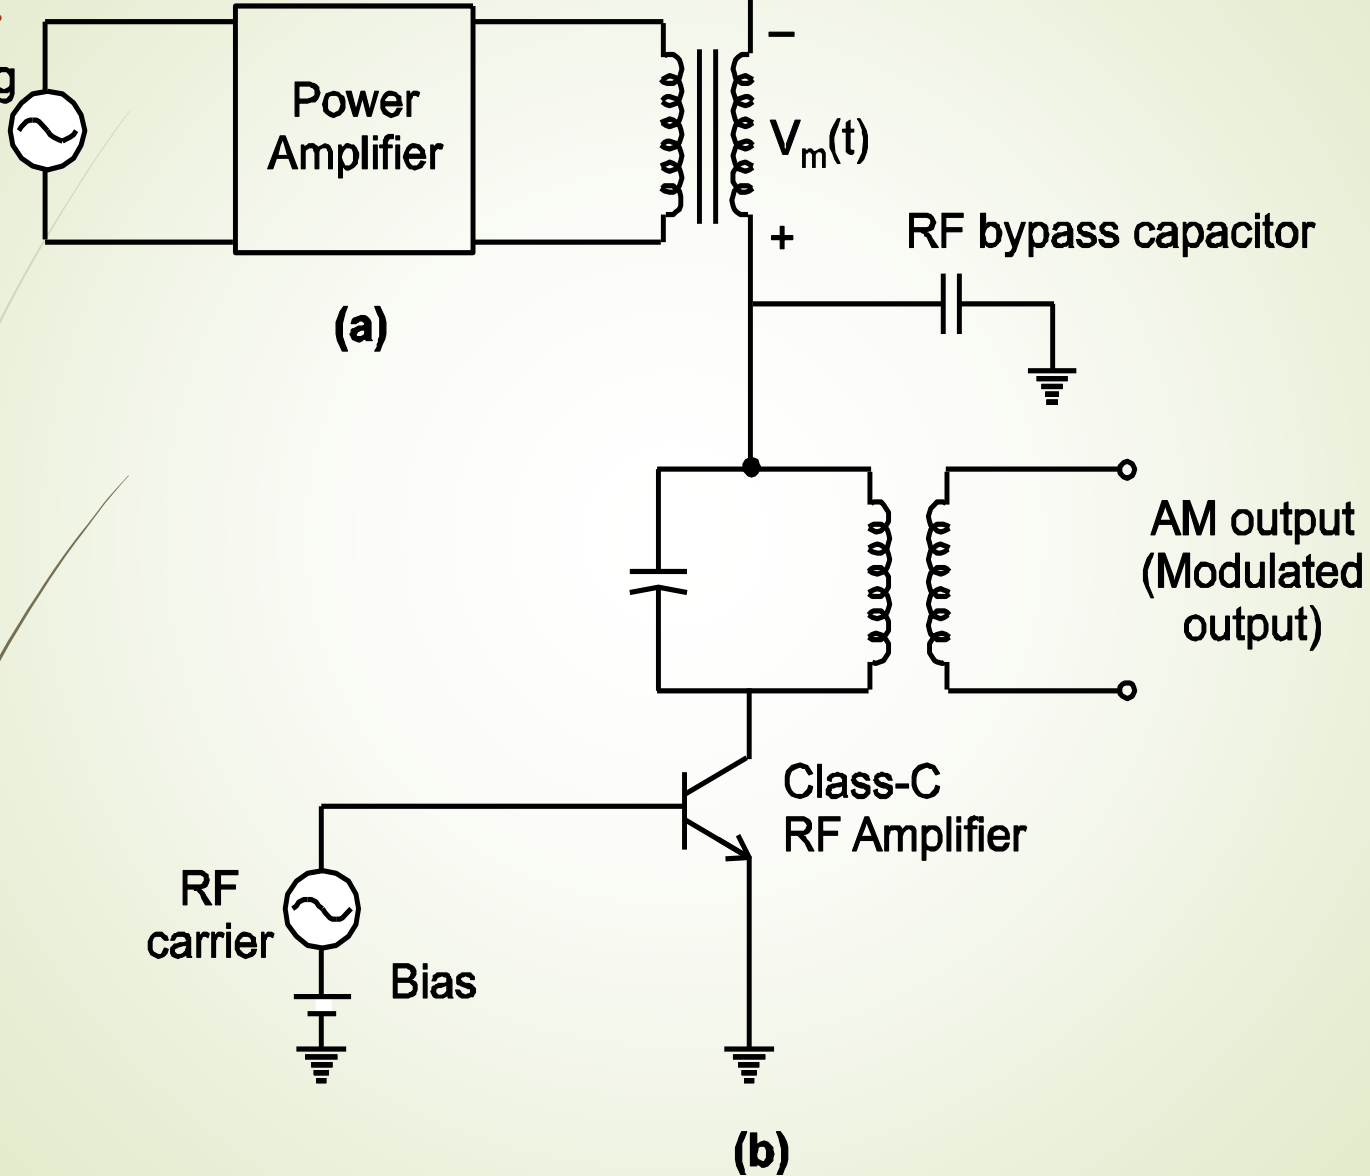 Power
Amplifier
−
Vm(t)
+
RF bypass capacitor
(a)
AM output
(Modulated
output)
Class-C
RF Amplifier
RF
carrier
Bias
(b)